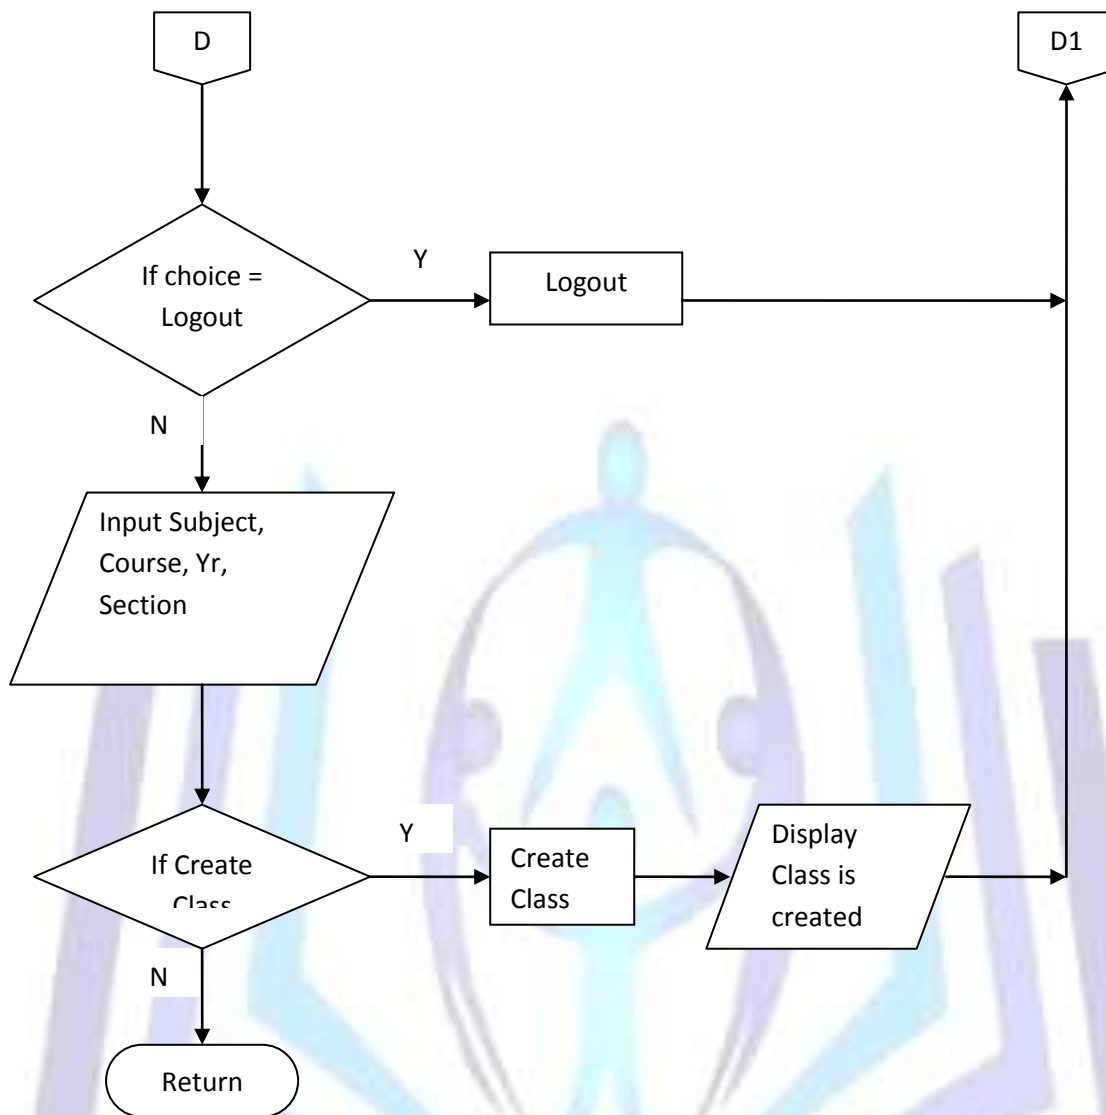 D
D1
If choice =
Logout
Y
Logout
N
Input Subject,
Course, Yr,
Section
If Create
Class
Y
Create
Class
Display
Class is
created
N
Return